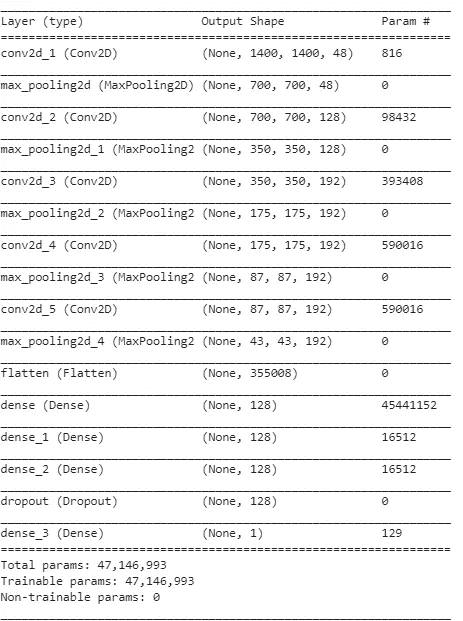 Layer (type) Output Shape Param #
conv2d_1 (Conv2D) (None, 1400, 1400, 48) 816
max_pooling2d (MaxPooling2D) (None, 700, 700, 48) 0
conv2d_2 (Conv2D) (None, 700, 700, 128) 98432
max_pooling2d_1 (MaxPooling2 (None, 350, 350, 128) 0
conv2d_3 (Conv2D) (None, 350, 350, 192) 393408
max_pooling2d_2 (MaxPooling2 (None, 175, 175, 192) 0
conv2d_4 (Conv2D) (None, 175, 175, 192) 590016
max_pooling2d_3 (MaxPooling2 (None, 87, 87, 192) 0
conv2d_5 (Conv2D) (None, 87, 87, 192) 590016
max_pooling2d_4 (MaxPooling2 (None, 43, 43, 192) 0
flatten (Flatten) (None, 355008) 0
dense (Dense) (None, 128) 45441152
dense_1 (Dense) (None, 128) 16512
dense_2 (Dense) (None, 128) 16512
dropout (Dropout) (None, 128) 0
dense_3 (Dense) (None, 1) 129
Total params: 47,146,993
Trainable params: 47,146,993
Non-trainable params: 0